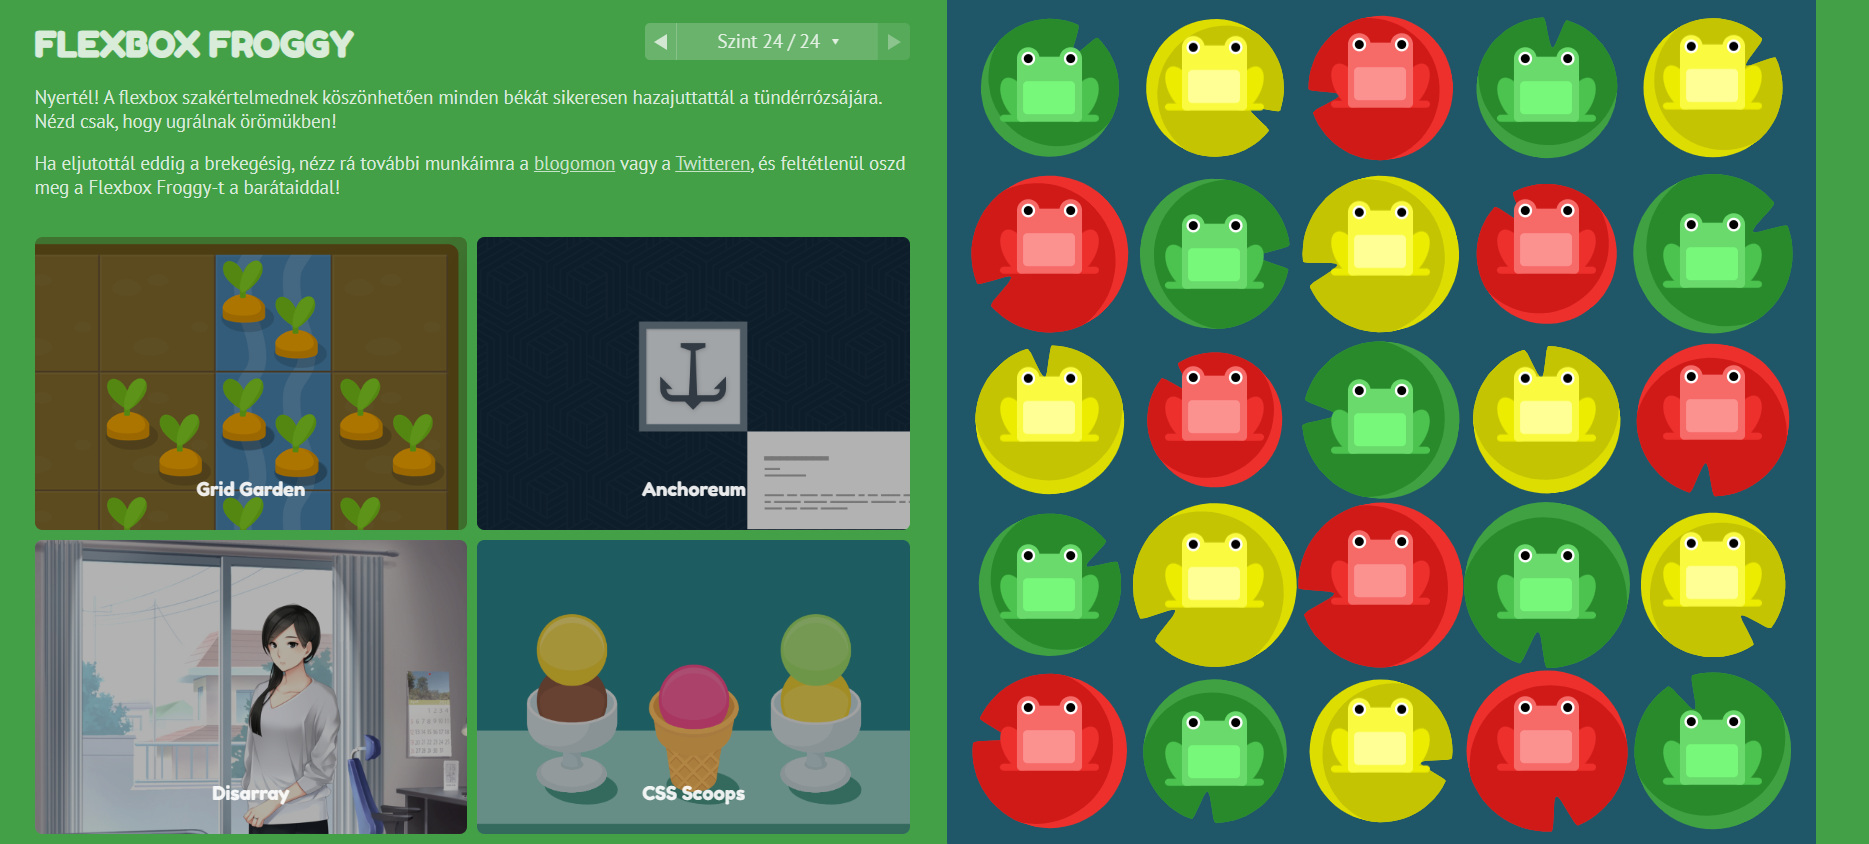 FLEXBOX FROGGY
Szint 24 / 24
Nyertél! A flexbox szakértelmednek köszönhetően minden békát sikeresen hazajuttattál a tündérrózsájára.
Nézd csak, hogy ugrálnak örömükben!
Ha eljutottál eddig a brekegésig, nézz rá további munkáimra a blogomon vagy a Twitteren, és feltétlenül oszd
meg a Flexbox Froggy-t a barátaiddal!
Grid Garden
Anchoreum
Disarray
CSS Scoops